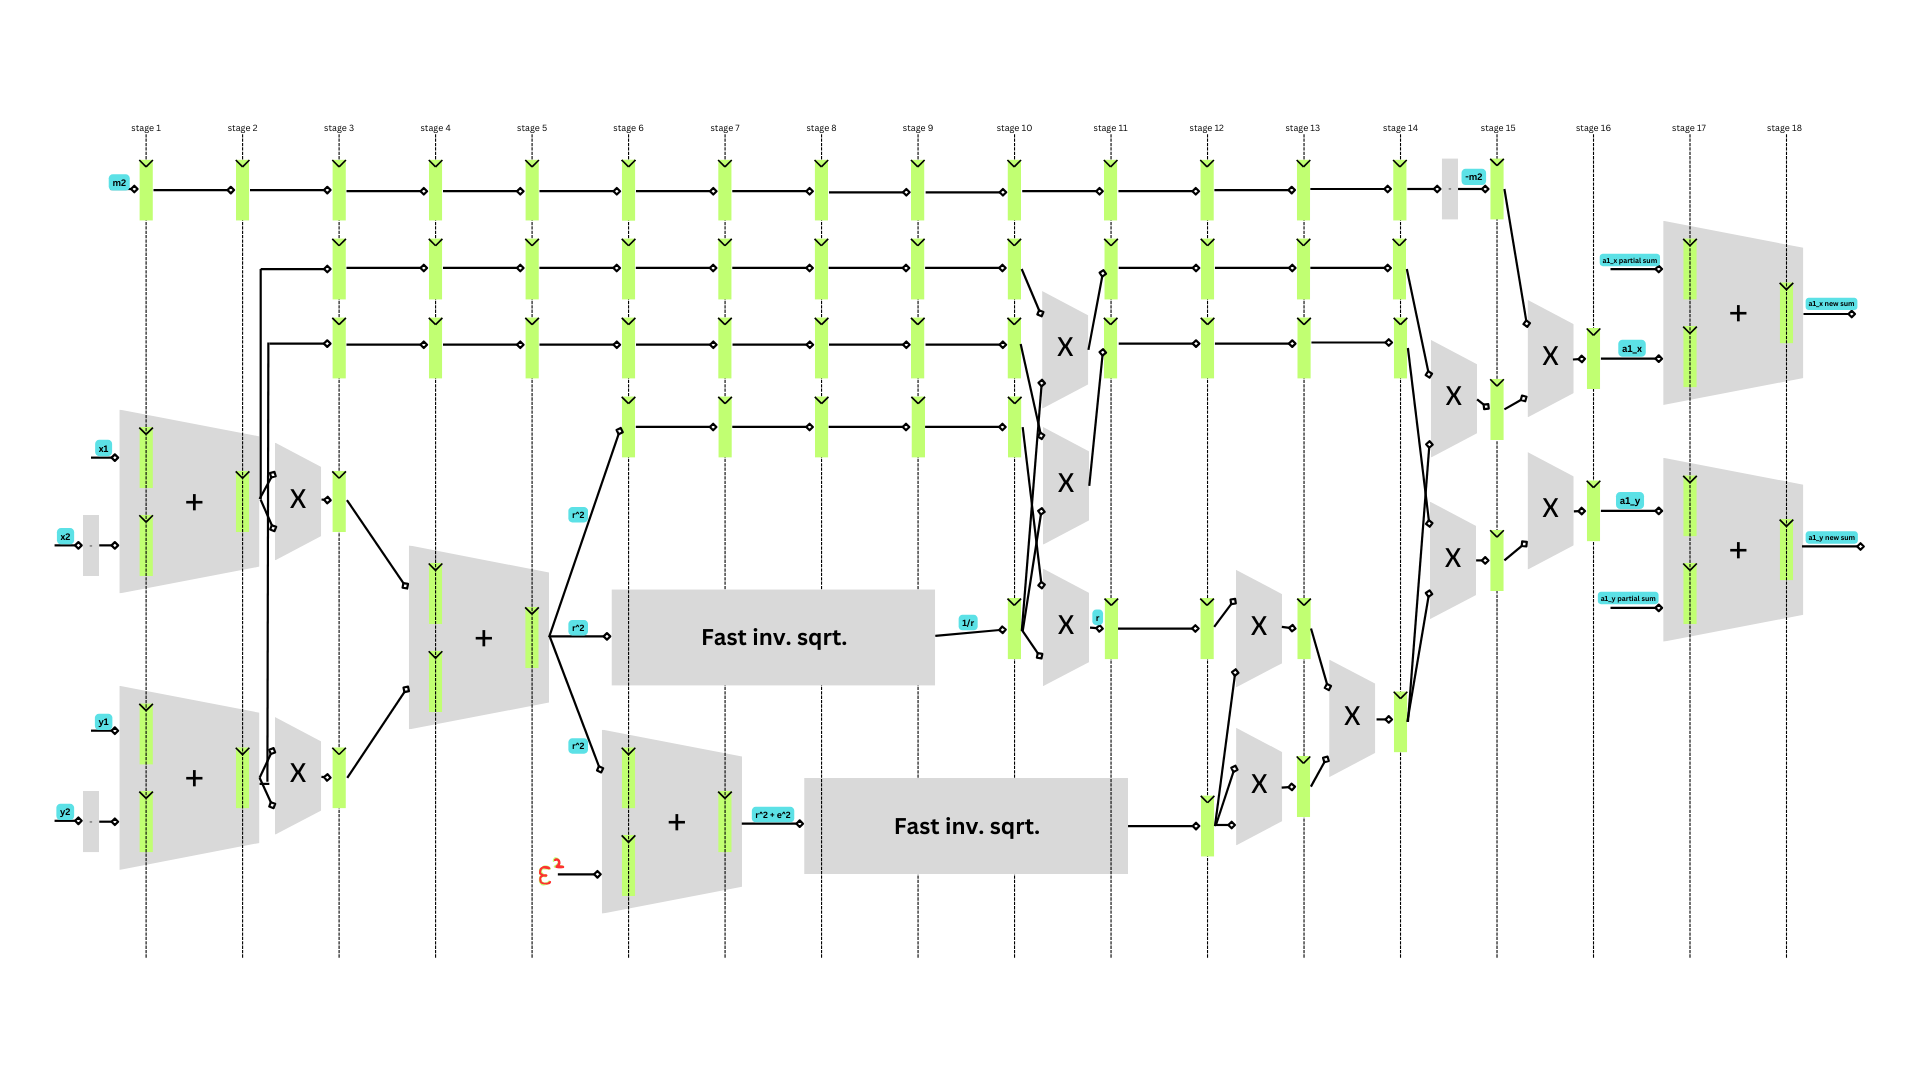 stage 1 stage 2 stage 3 stage 4 stage 5 stage 6 stage 7 stage 8 stage 9 stage 10 stage 11 stage 12 stage 13 stage 14 stage 15 stage 16 stage 17 stage 18
m2
-
-m2
a1_x partial sum
a1_x new sum
+
X
a1_x
X
X
x1
X
+
X
a1_y
X
r^2
x2
-
X
+
a1_y new sum
a1_y partial sum
r^2
+
Fast inv. sqrt.
1/r
X
r
X
y1
X
r^2
+
X
X
y2
-
+
r^2 + e^2
Fast inv. sqrt.
ε²